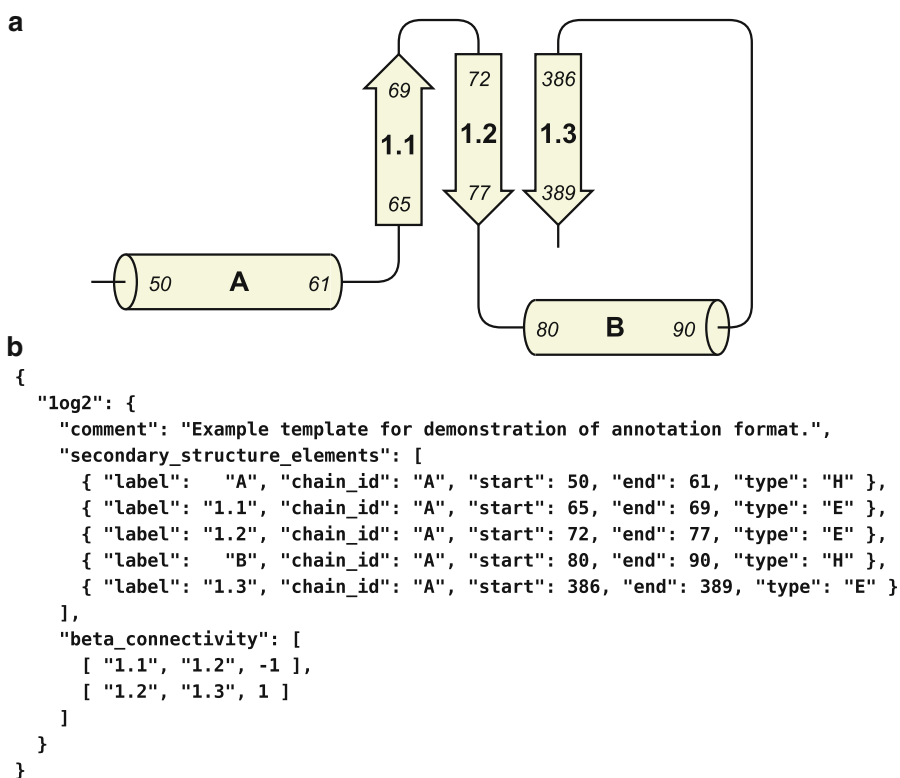 a
69 72 386
1.1 1.2 1.3
65 77 389
50 A 61
80 B 90
b
{
  "1og2": {
    "comment": "Example template for demonstration of annotation format.",
    "secondary_structure_elements": [
      { "label":   "A", "chain_id": "A", "start": 50, "end": 61, "type": "H" },
      { "label": "1.1", "chain_id": "A", "start": 65, "end": 69, "type": "E" },
      { "label": "1.2", "chain_id": "A", "start": 72, "end": 77, "type": "E" },
      { "label":   "B", "chain_id": "A", "start": 80, "end": 90, "type": "H" },
      { "label": "1.3", "chain_id": "A", "start": 386, "end": 389, "type": "E" }
    ],
    "beta_connectivity": [
      [ "1.1", "1.2", -1 ],
      [ "1.2", "1.3", 1 ]
    ]
  }
}